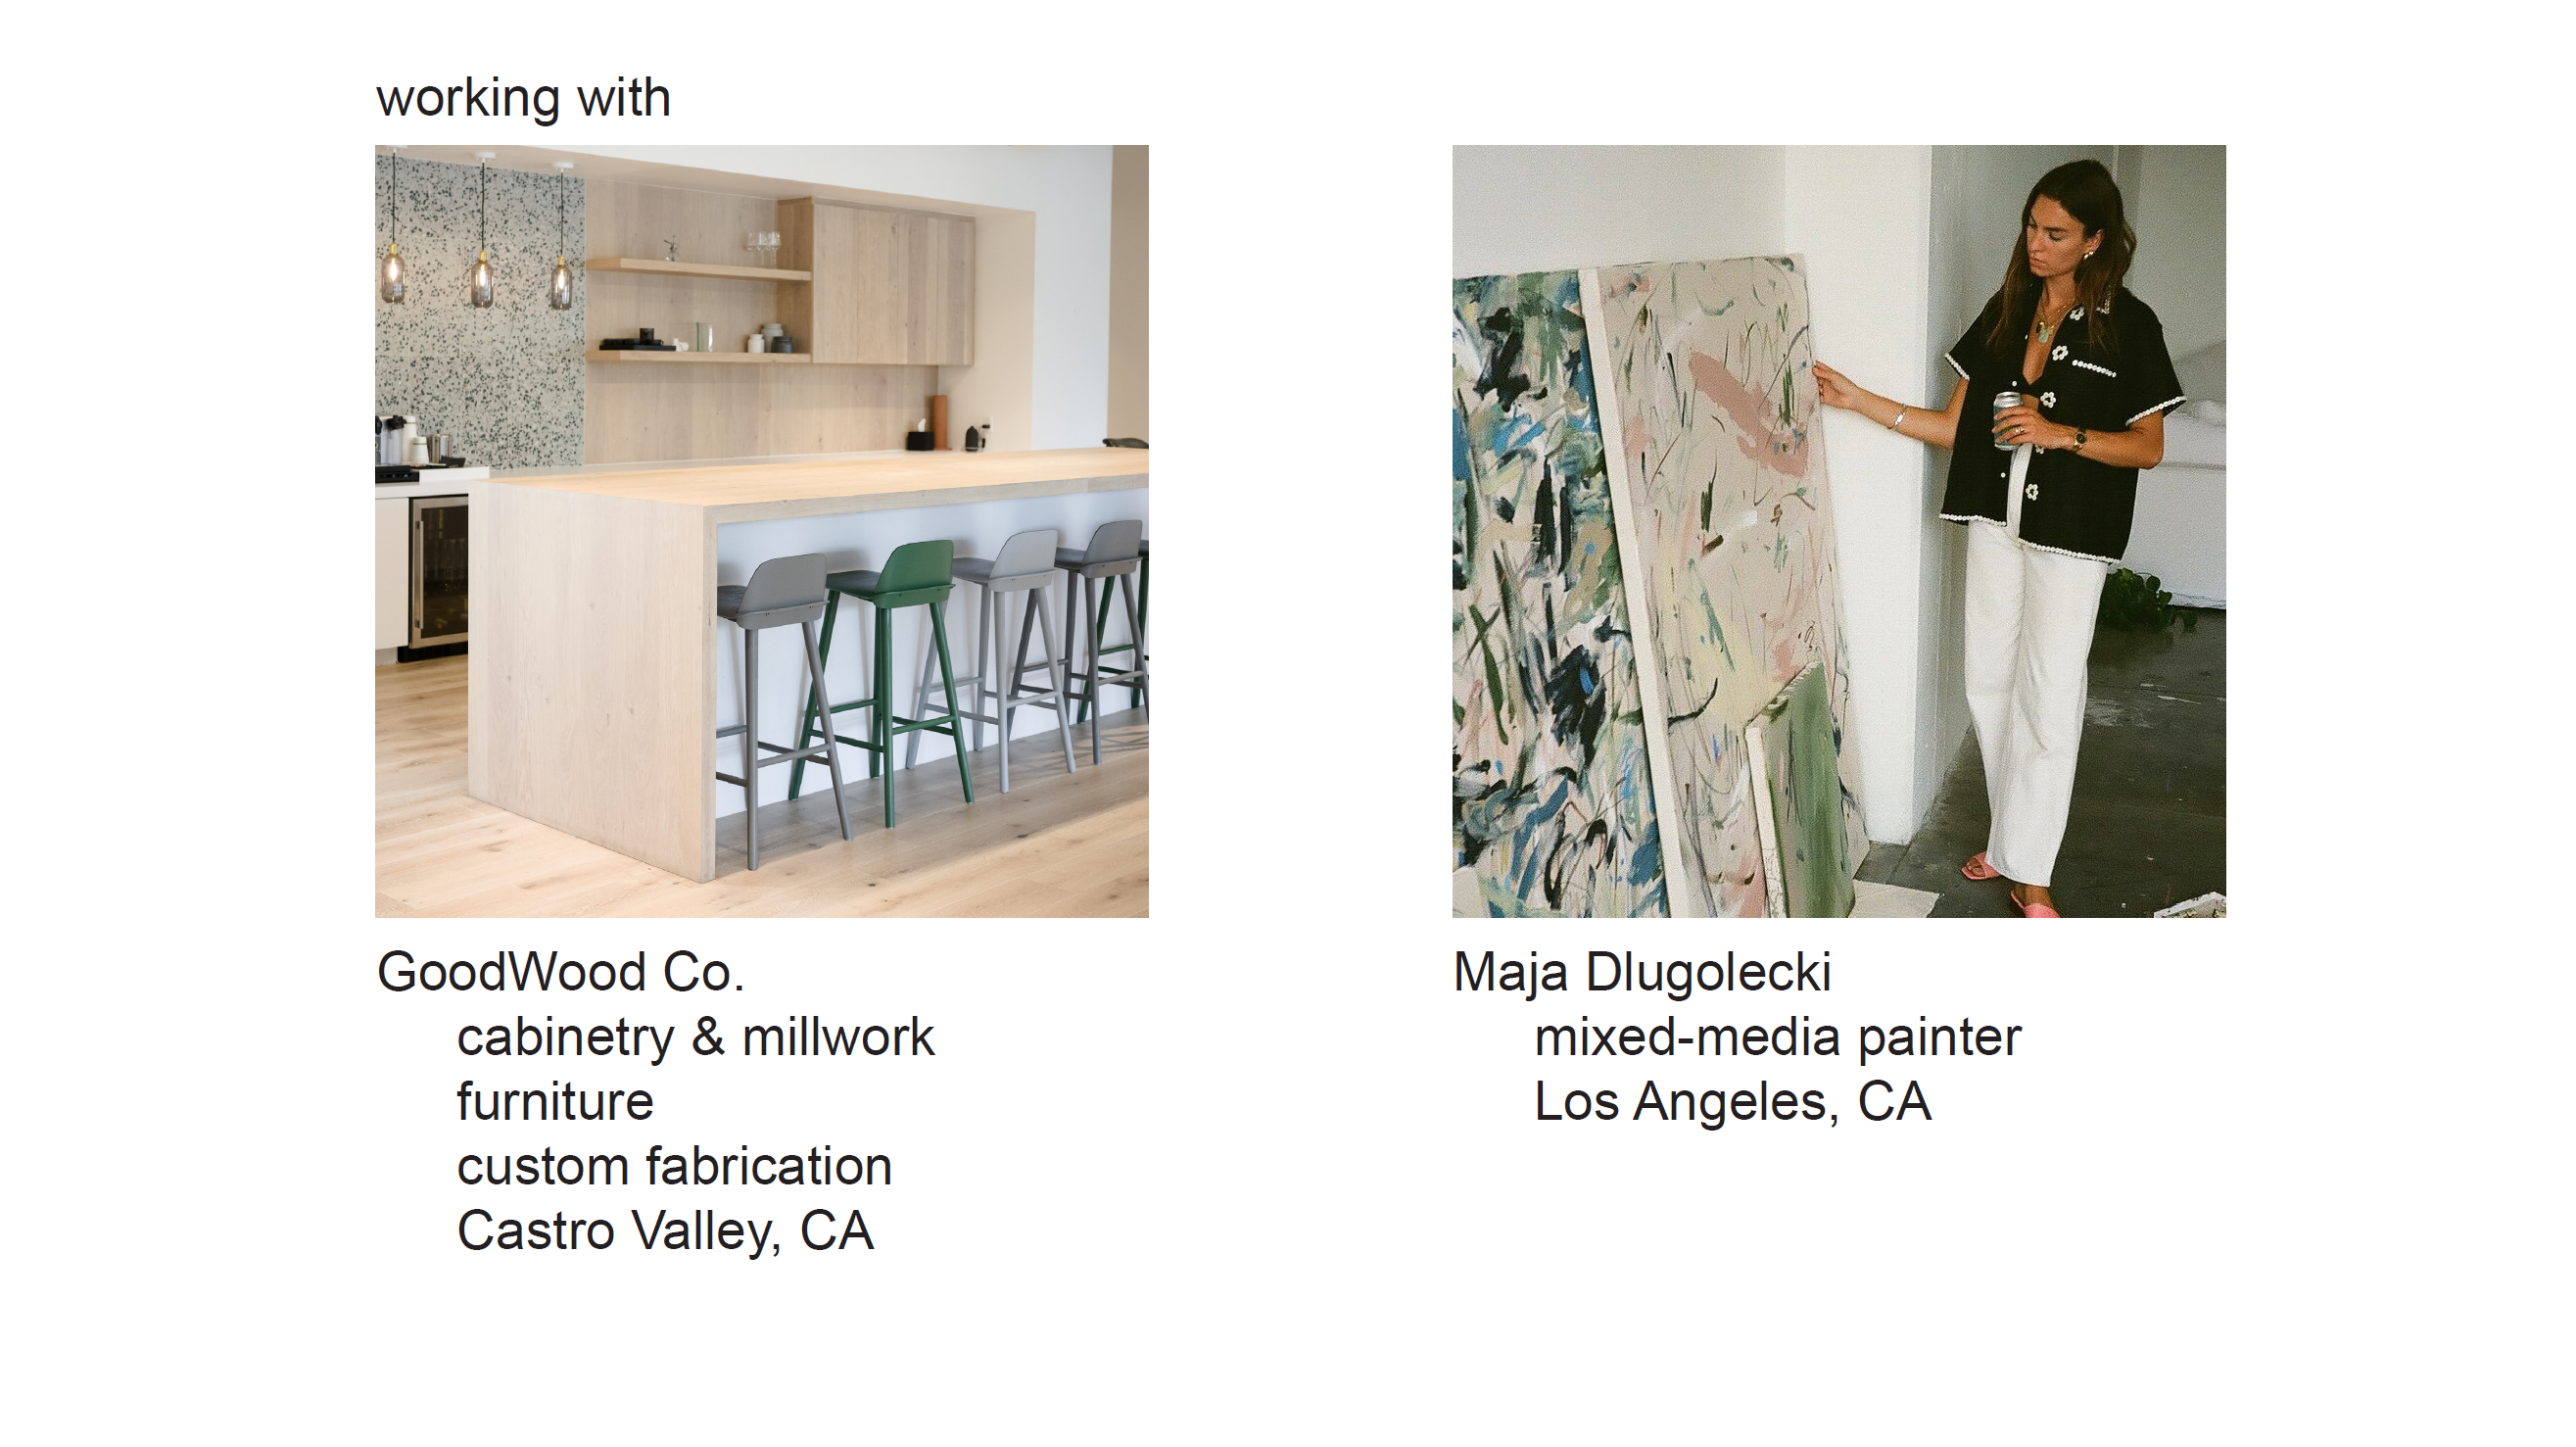 working with
GoodWood Co.
cabinetry & millwork
furniture
custom fabrication
Castro Valley, CA
Maja Dlugolecki
mixed-media painter
Los Angeles, CA